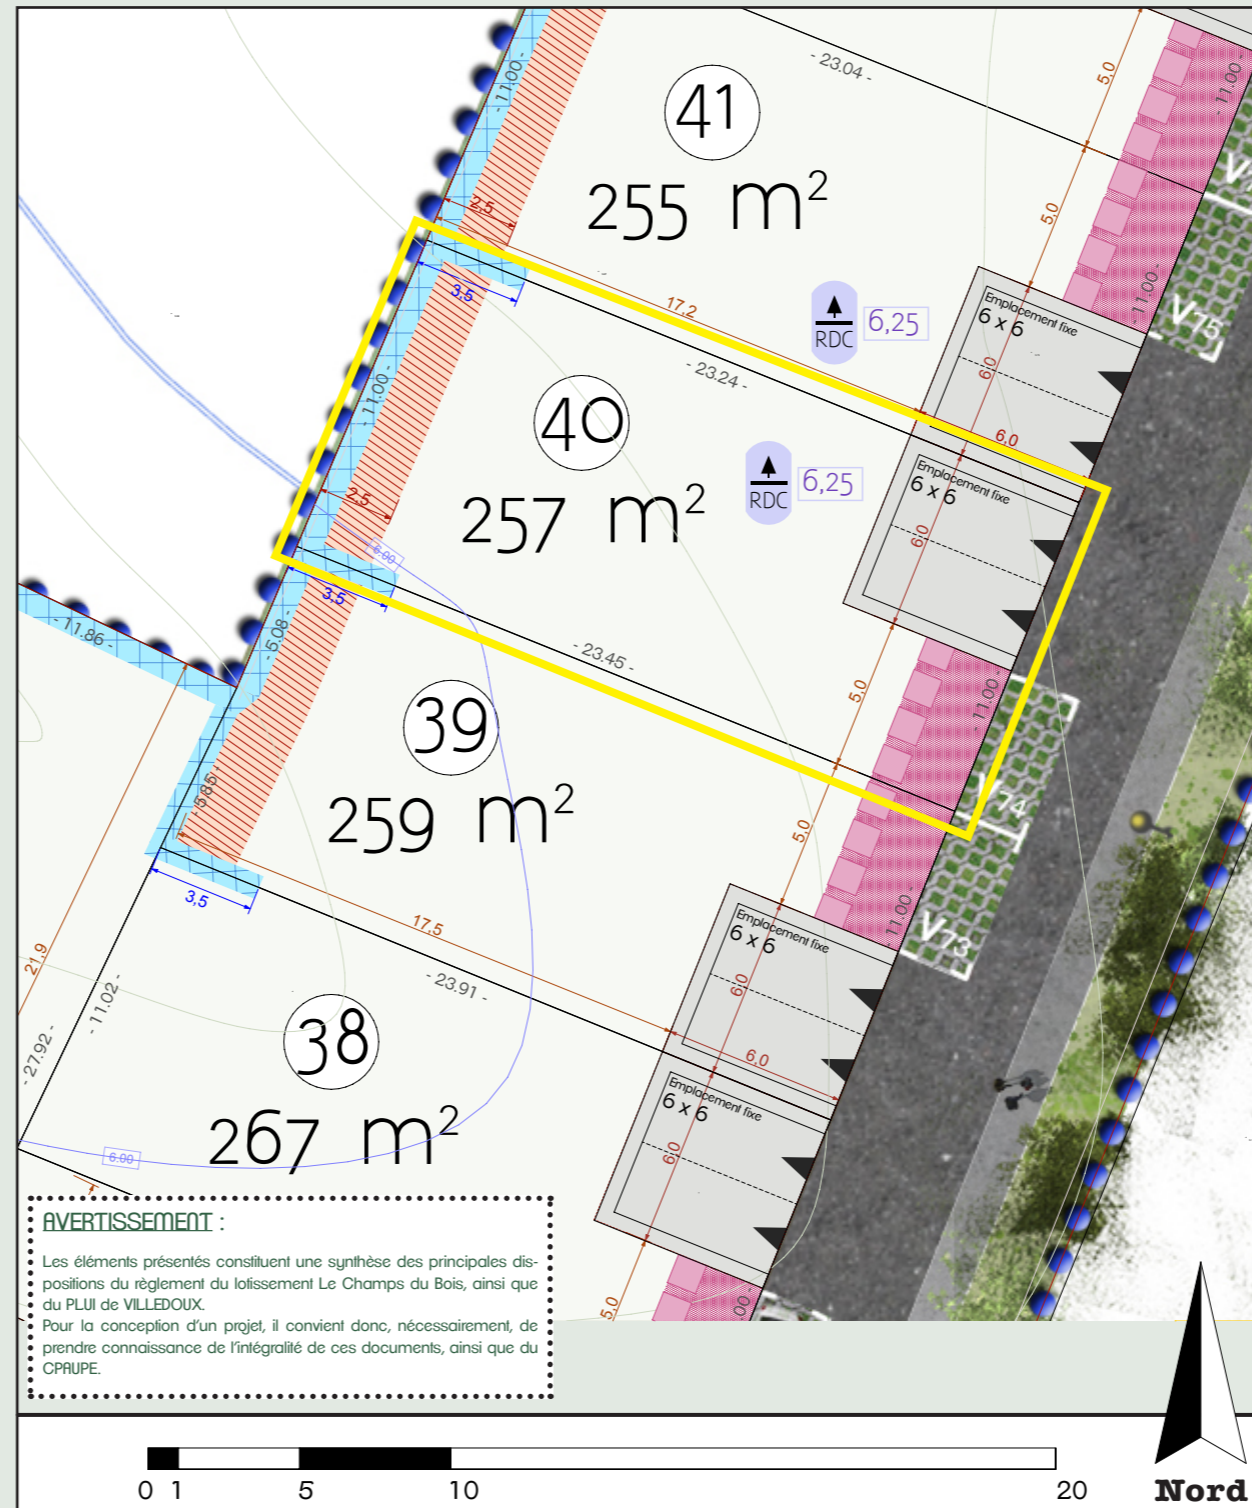 - 23.04 -
5,0
- 11.00 -
- 11.00 -
41
255 m²
2,5
5,0
- 11.00 -
V75
3,5
17,2
RDC
6,25
Emplacement fixe
6 x 6
6,0
- 23.24 -
- 11.00 -
40
257 m²
RDC
6,25
6,0
Emplacement fixe
6 x 6
6,0
2,5
6.00
3,5
- 5.08 -
- 11.86 -
- 23.45 -
5,0
- 11.00 -
V74
39
259 m²
- 5.85 -
5,0
11.00 -
V73
3,5
17,5
- 23.91 -
Emplacement fixe
6 x 6
6,0
21,9
- 11.02 -
- 27.92 -
38
267 m²
6,0
Emplacement fixe
6 x 6
6,0
6.00
5,0
.00 -
AVERTISSEMENT :
Les éléments présentés constituent une synthèse des principales dis-
positions du règlement du lotissement Le Champs du Bois, ainsi que
du PLUI de VILLEDOUX.
Pour la conception d'un projet, il convient donc, nécessairement, de
prendre connaissance de l'intégralité de ces documents, ainsi que du
CPAUPE.
0 1 5 10 20
Nord